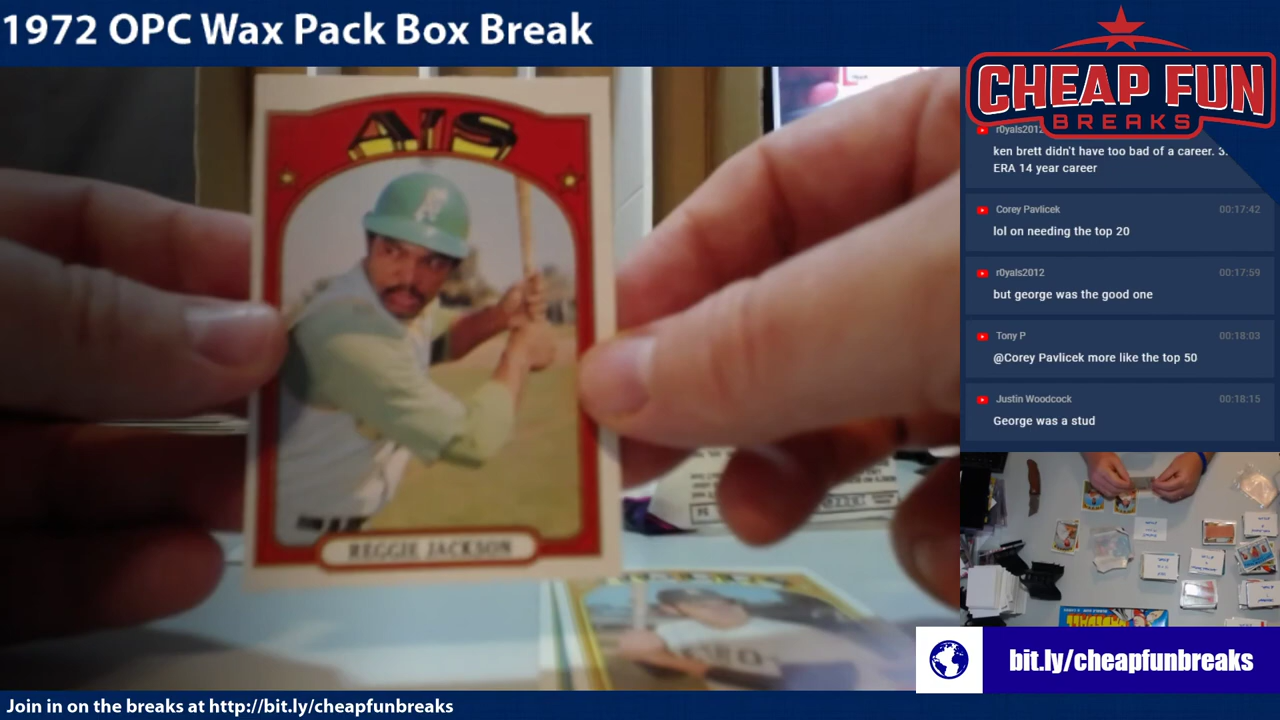 1972 OPC Wax Pack Box Break
CHEAP FUN
BREAKS
r0yals2012
ken brett didn't have too bad of a career. 3.
ERA 14 year career
Corey Pavlicek 00:17:42
lol on needing the top 20
r0yals2012 00:17:59
but george was the good one
Tony P 00:18:03
@Corey Pavlicek more like the top 50
Justin Woodcock 00:18:15
George was a stud
A'S
REGGIE JACKSON
bit.ly/cheapfunbreaks
Join in on the breaks at http://bit.ly/cheapfunbreaks